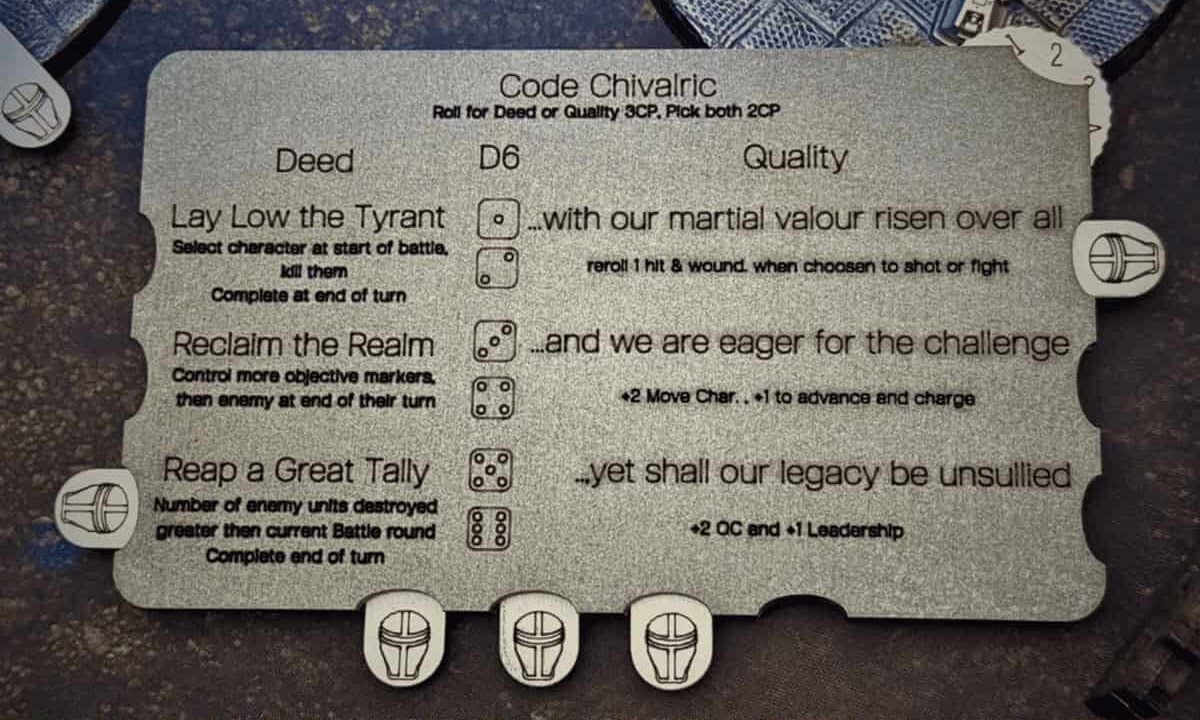 Code Chivalric
Roll for Deed or Quality 3CP, Pick both 2CP
Deed D6 Quality
Lay Low the Tyrant ...with our martial valour risen over all
Select character at start of battle,
kill them
Complete at end of turn
reroll 1 hit & wound. when choosen to shot or fight
Reclaim the Realm ...and we are eager for the challenge
Control more objective markers,
then enemy at end of their turn
+2 Move Char. . +1 to advance and charge
Reap a Great Tally ...yet shall our legacy be unsullied
Number of enemy units destroyed
greater then current Battle round
Complete end of turn
+2 OC and +1 Leadership
1 2